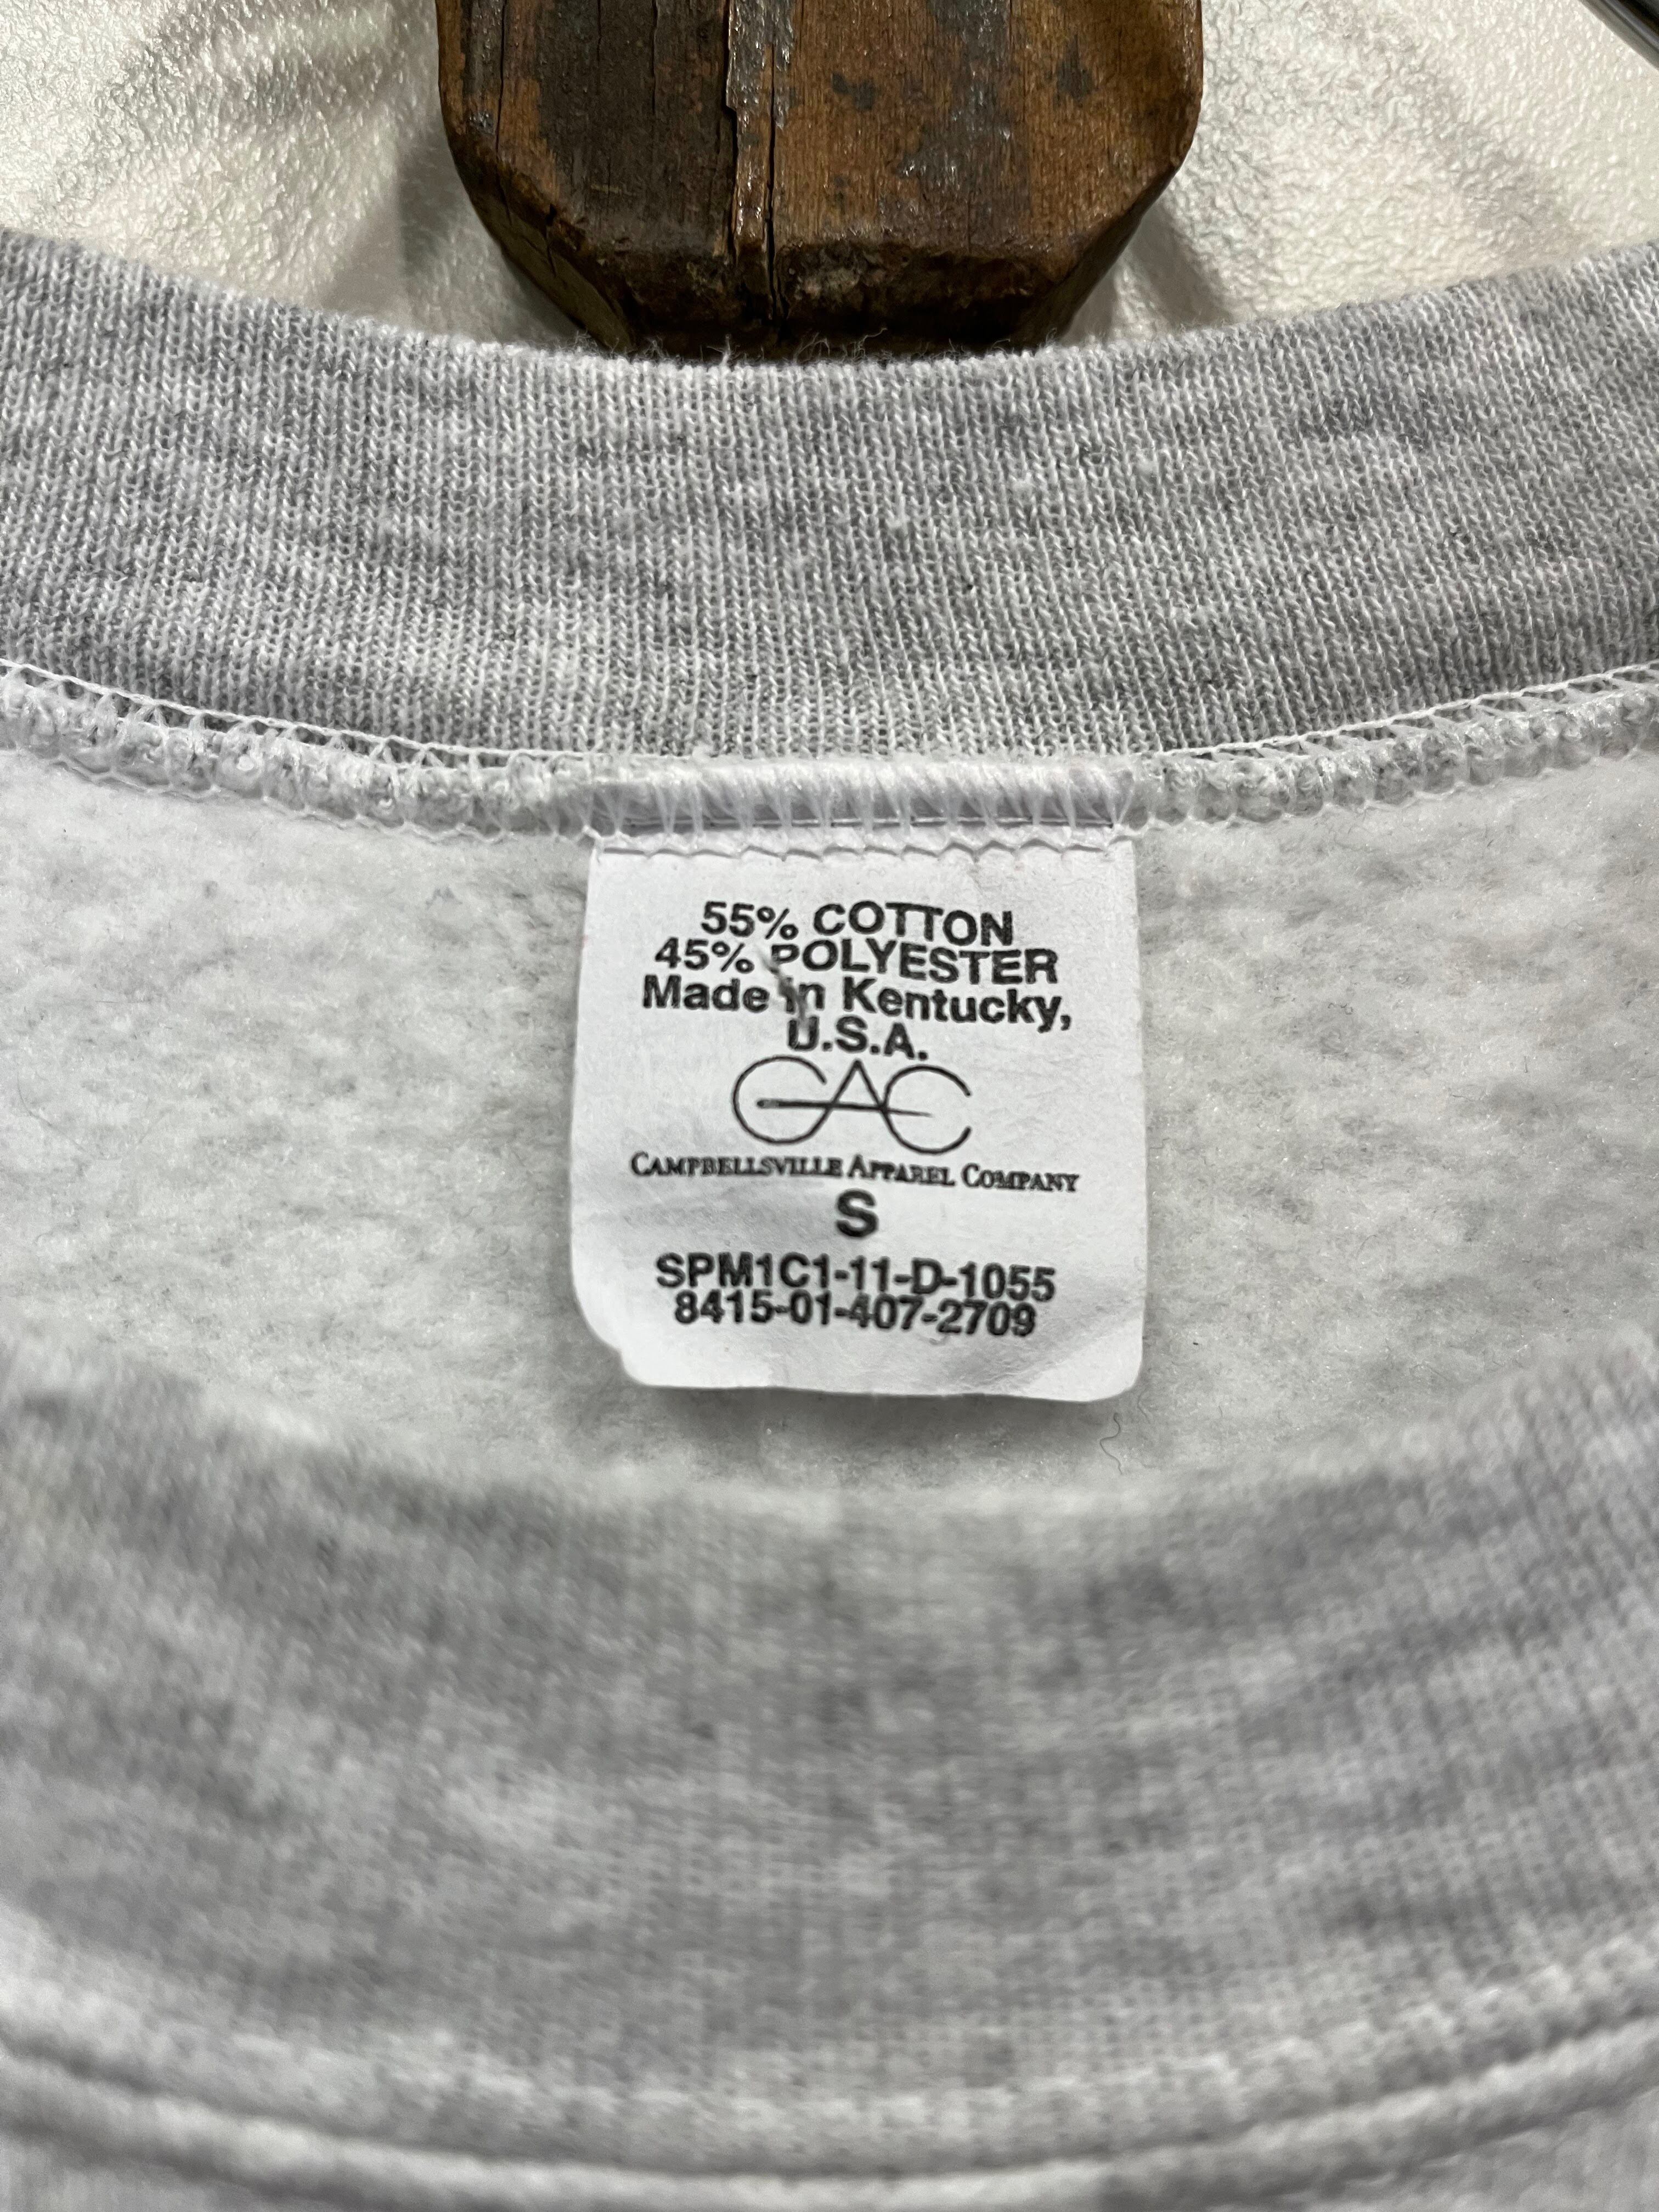 55% COTTON
45% POLYESTER
Made in Kentucky,
U.S.A.
CAC
CAMPBELLSVILLE APPAREL COMPANY
S
SPM1C1-11-D-1055
8415-01-407-2709